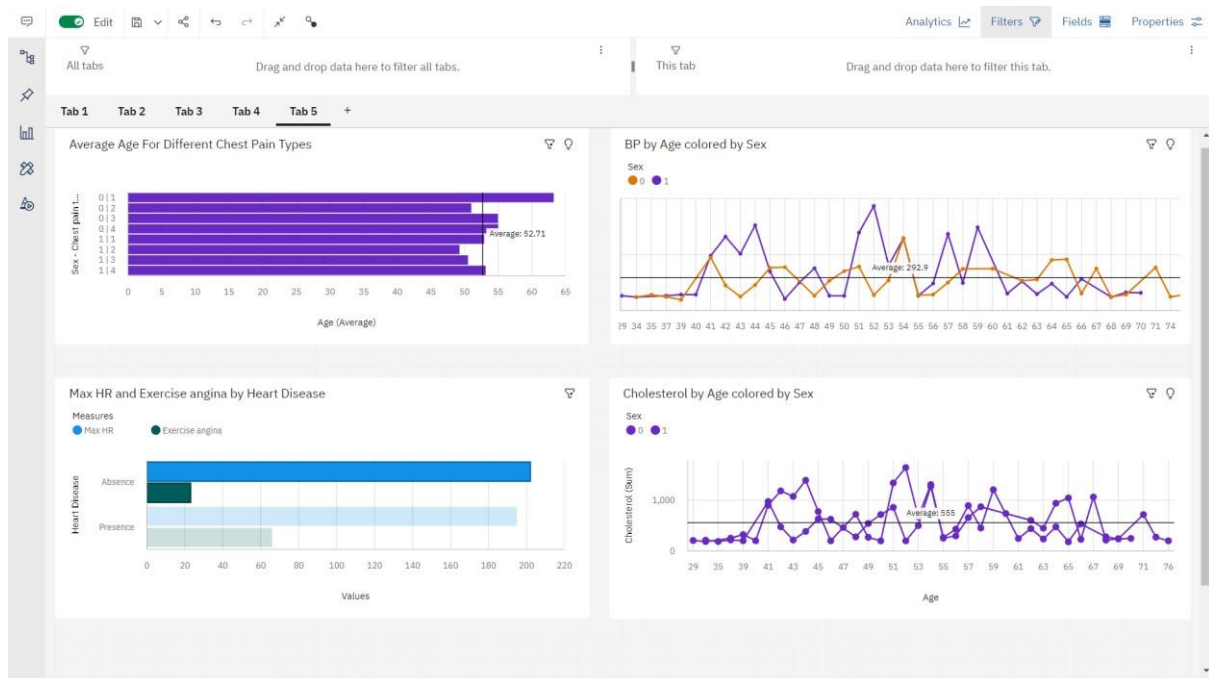 Edit
Analytics
Filters
Fields
Properties
All tabs
Drag and drop data here to filter all tabs.
This tab
Drag and drop data here to filter this tab.
Tab 1 Tab 2 Tab 3 Tab 4 Tab 5 +
Average Age For Different Chest Pain Types
Sex - Chest pain t...
0|1
0|2
0|3
0|4
1|1
1|2
1|3
1|4
Average: 52.71
0 5 10 15 20 25 30 35 40 45 50 55 60 65
Age (Average)
BP by Age colored by Sex
Sex
0 1
Average: 292.9
29 34 35 37 39 40 41 42 43 44 45 46 47 48 49 50 51 52 53 54 55 56 57 58 59 60 61 62 63 64 65 66 67 68 69 70 71 74
Max HR and Exercise angina by Heart Disease
Measures
Max HR Exercise angina
Heart Disease
Absence
Presence
0 20 40 60 80 100 120 140 160 180 200 220
Values
Cholesterol by Age colored by Sex
Sex
0 1
Cholesterol (Sum)
1,000
0
Average: 555
29 35 39 41 43 45 47 49 51 53 55 57 59 61 63 65 67 69 71 76
Age